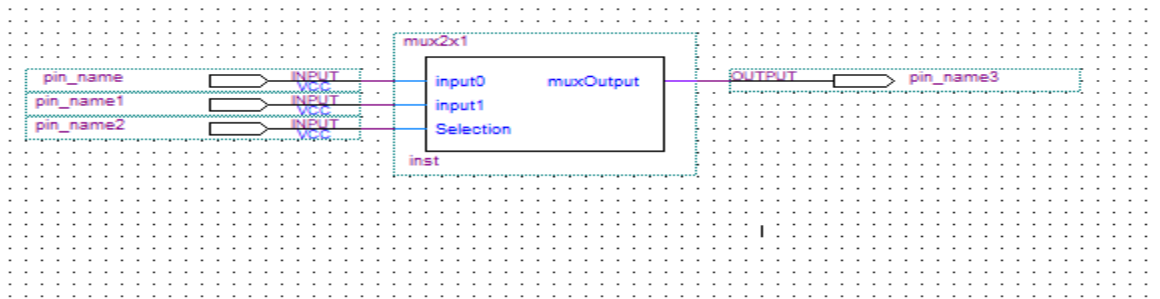 mux2x1
pin_name INPUT VCC input0 muxOutput OUTPUT pin_name3
pin_name1 INPUT VCC input1
pin_name2 INPUT VCC Selection
inst